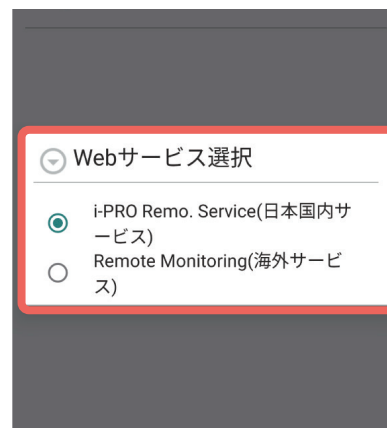 Webサービス選択
i-PRO Remo. Service(日本国内サ
ービス)
Remote Monitoring(海外サービ
ス)